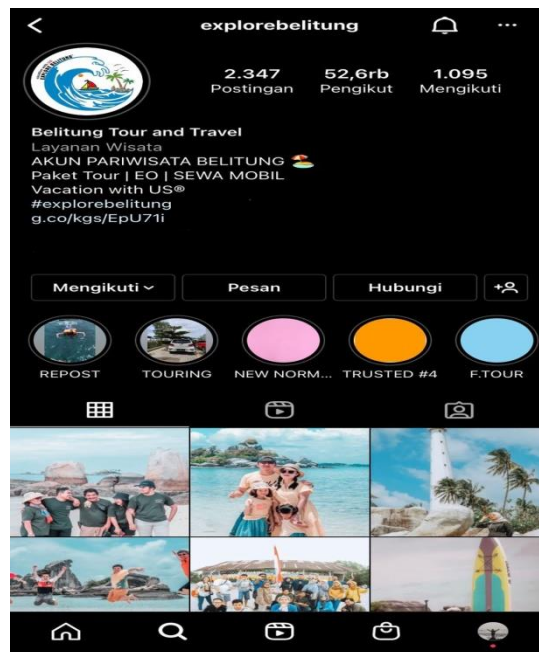 explorebelitung
2.347 52,6rb 1.095
Postingan Pengikut Mengikuti
Belitung Tour and Travel
Layanan Wisata
AKUN PARIWISATA BELITUNG 🏖️
Paket Tour | EO | SEWA MOBIL
Vacation with US®
#explorebelitung
g.co/kgs/EpU71i
Mengikuti Pesan Hubungi
REPOST TOURING NEW NORM... TRUSTED #4 F.TOUR